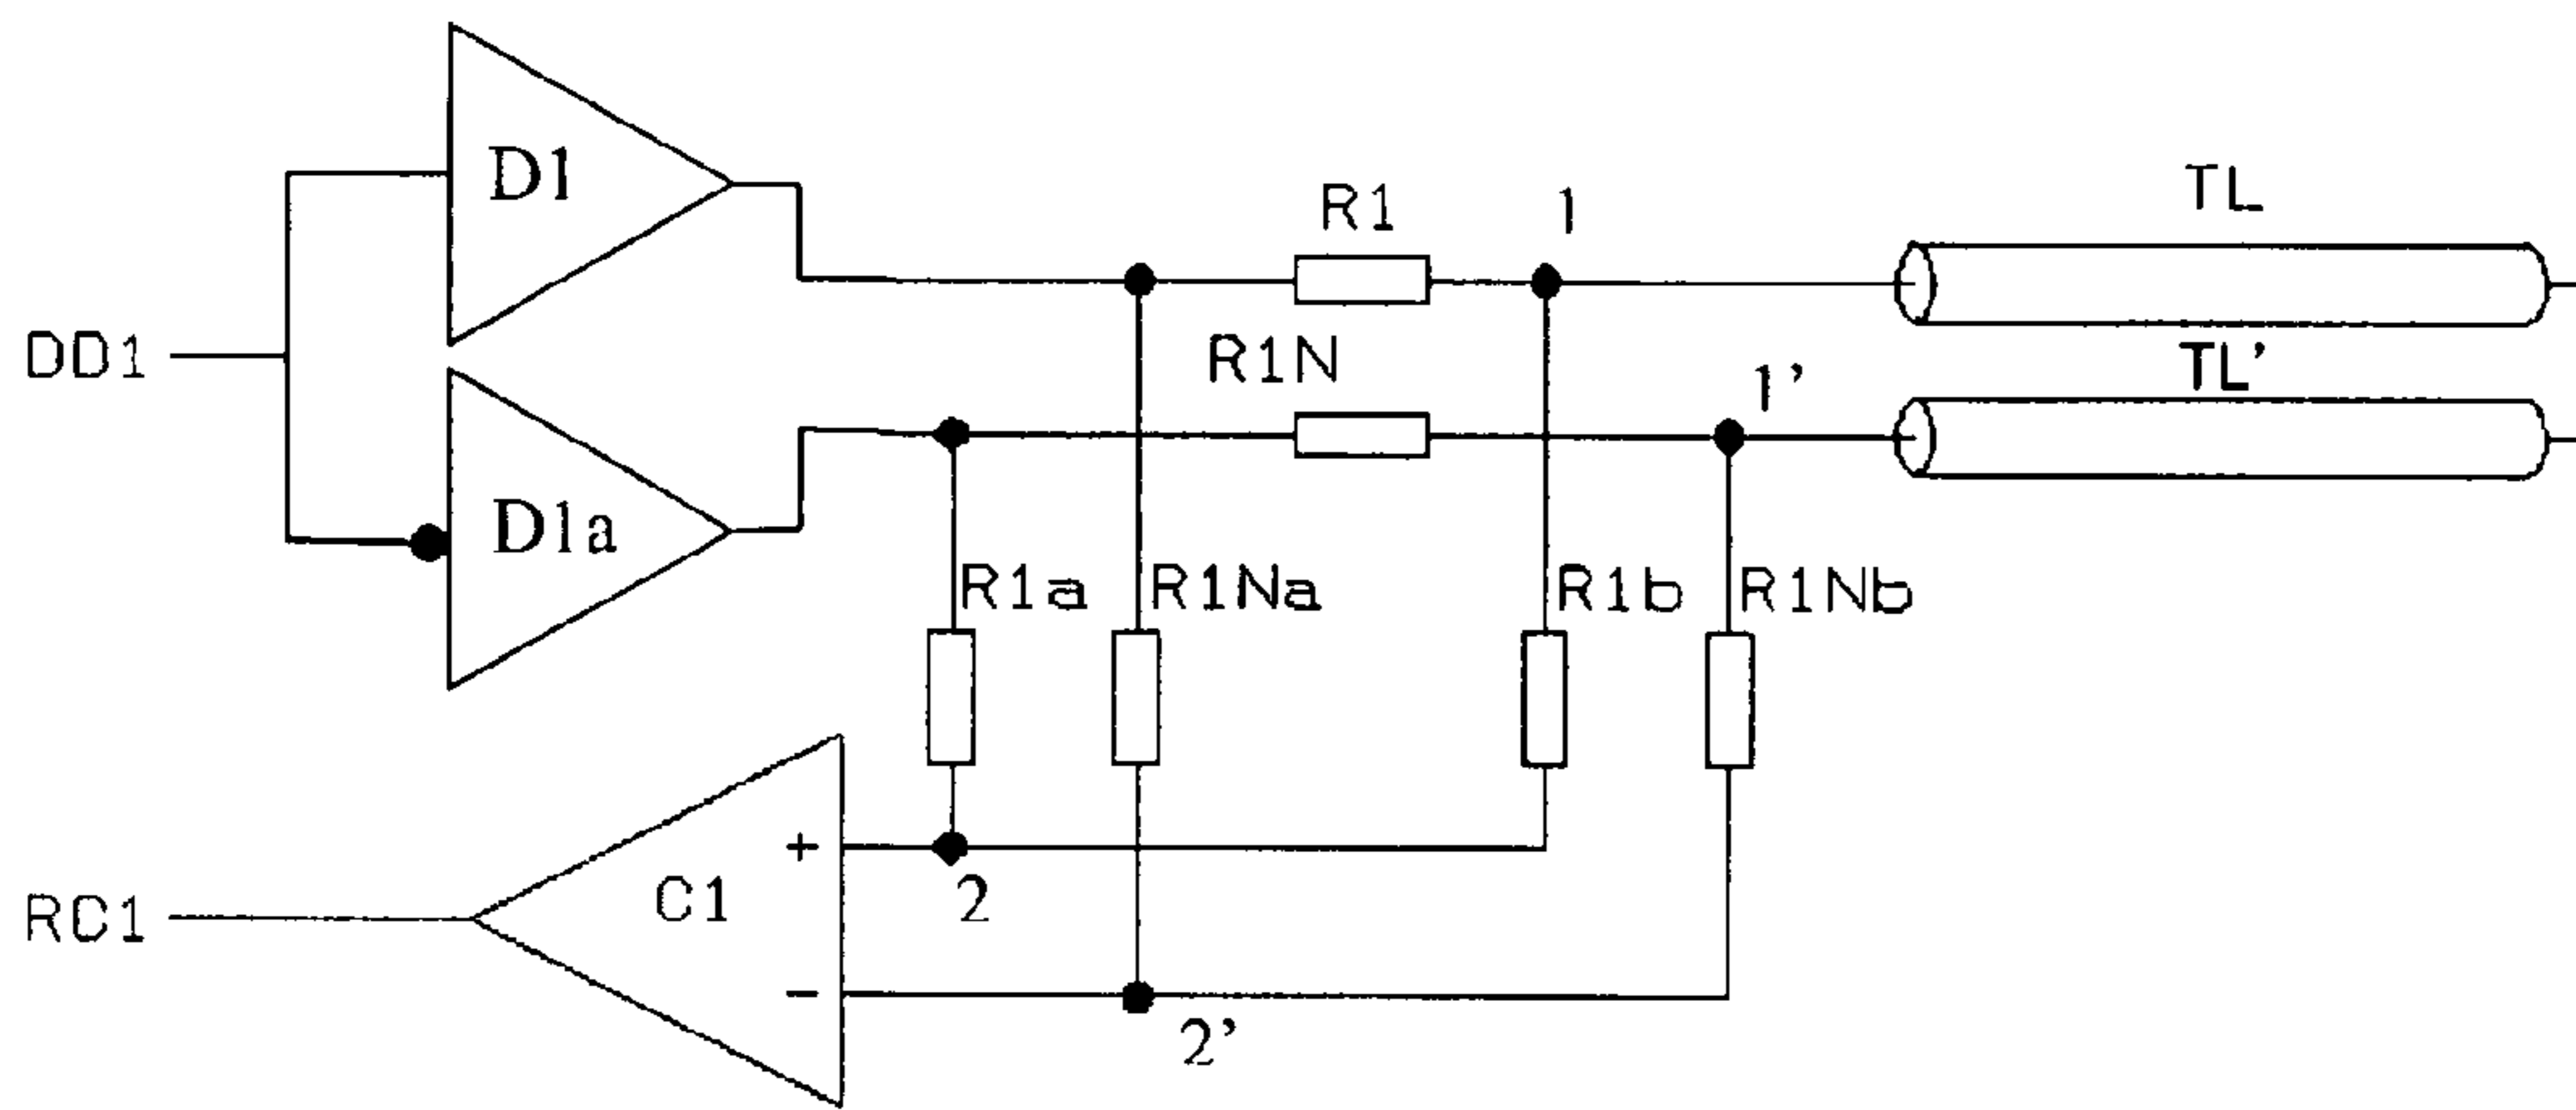 D1
R1
1
TL
DD1
R1N
1’
TL’
D1a
R1a
R1Na
R1b
R1Nb
+
C1
2
RC1
−
2’